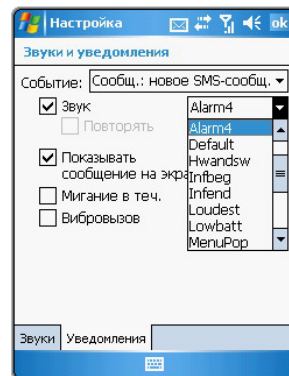 Настройка ok
Звуки и уведомления
Событие: Сообщ.: новое SMS-сообщ.
Звук Alarm4
Повторять
Показывать
сообщение на экра
Мигание в теч.
Вибровызов
Alarm4
Default
Hwandsw
Infbeg
Infend
Loudest
Lowbatt
MenuPop
Звуки Уведомления